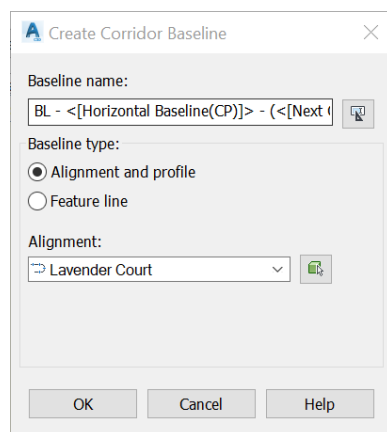 Create Corridor Baseline
Baseline name:
BL - <[Horizontal Baseline(CP)]> - (<[Next
Baseline type:
Alignment and profile
Feature line
Alignment:
Lavender Court
OK Cancel Help